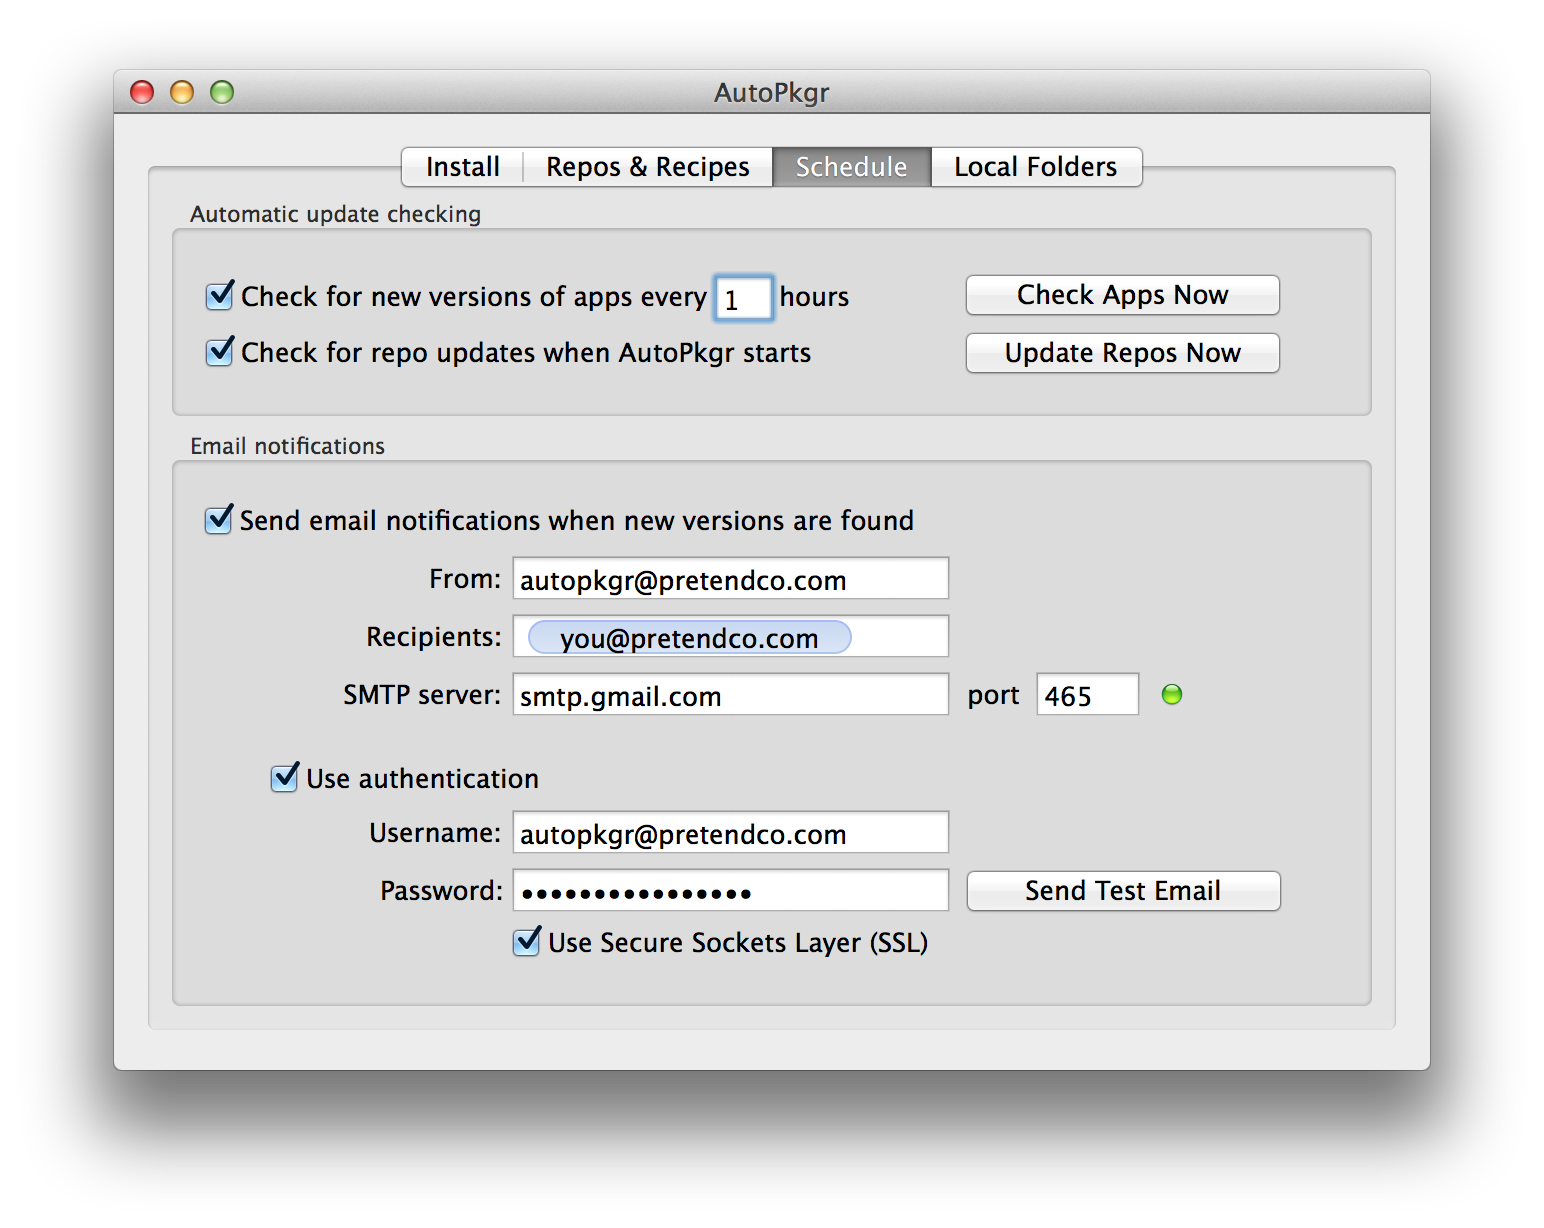 AutoPkgr
Install Repos & Recipes Schedule Local Folders
Automatic update checking
Check for new versions of apps every 1 hours Check Apps Now
Check for repo updates when AutoPkgr starts Update Repos Now
Email notifications
Send email notifications when new versions are found
From: autopkgr@pretendco.com
Recipients: you@pretendco.com
SMTP server: smtp.gmail.com port 465
Use authentication
Username: autopkgr@pretendco.com
Password: •••••••••••••••• Send Test Email
Use Secure Sockets Layer (SSL)